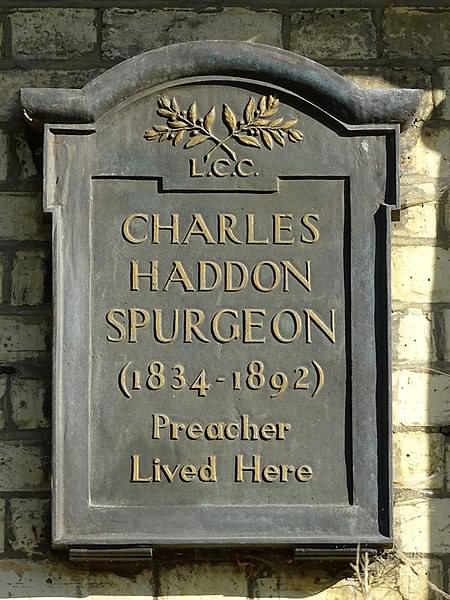 L.C.C.
CHARLES
HADDON
SPURGEON
(1834-1892)
Preacher
Lived Here